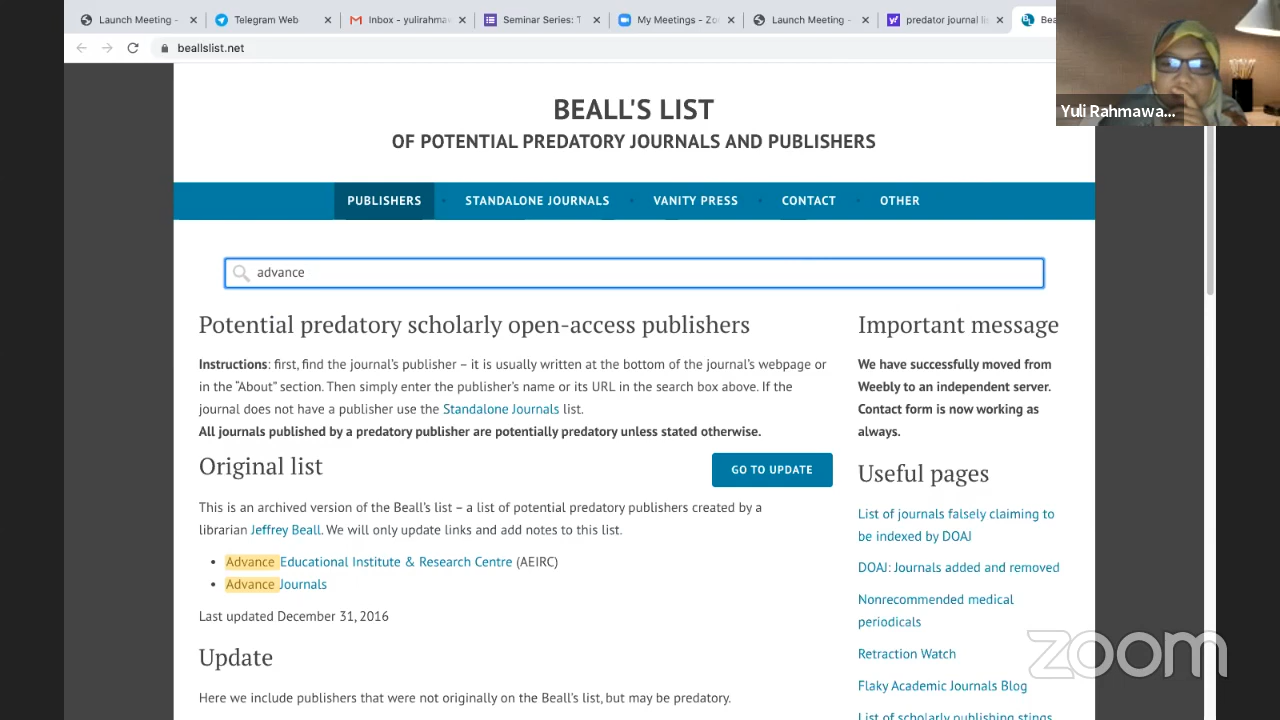 Launch Meeting -
Telegram Web
Inbox - yulirahma
Seminar Series: T
My Meetings - Zo
Launch Meeting -
predator journal li
Bea
beallslist.net
Yuli Rahmawa...
BEALL'S LIST
OF POTENTIAL PREDATORY JOURNALS AND PUBLISHERS
PUBLISHERS
STANDALONE JOURNALS
VANITY PRESS
CONTACT
OTHER
advance
Potential predatory scholarly open-access publishers
Instructions: first, find the journal's publisher – it is usually written at the bottom of the journal's webpage or
in the "About" section. Then simply enter the publisher's name or its URL in the search box above. If the
journal does not have a publisher use the Standalone Journals list.
All journals published by a predatory publisher are potentially predatory unless stated otherwise.
Original list
GO TO UPDATE
This is an archived version of the Beall's list – a list of potential predatory publishers created by a
librarian Jeffrey Beall. We will only update links and add notes to this list.
• Advance Educational Institute & Research Centre (AEIRC)
• Advance Journals
Last updated December 31, 2016
Update
Here we include publishers that were not originally on the Beall's list, but may be predatory.
Important message
We have successfully moved from
Weebly to an independent server.
Contact form is now working as
always.
Useful pages
List of journals falsely claiming to
be indexed by DOAJ
DOAJ: Journals added and removed
Nonrecommended medical
periodicals
Retraction Watch
Flaky Academic Journals Blog
List of scholarly publishing stings
zoom